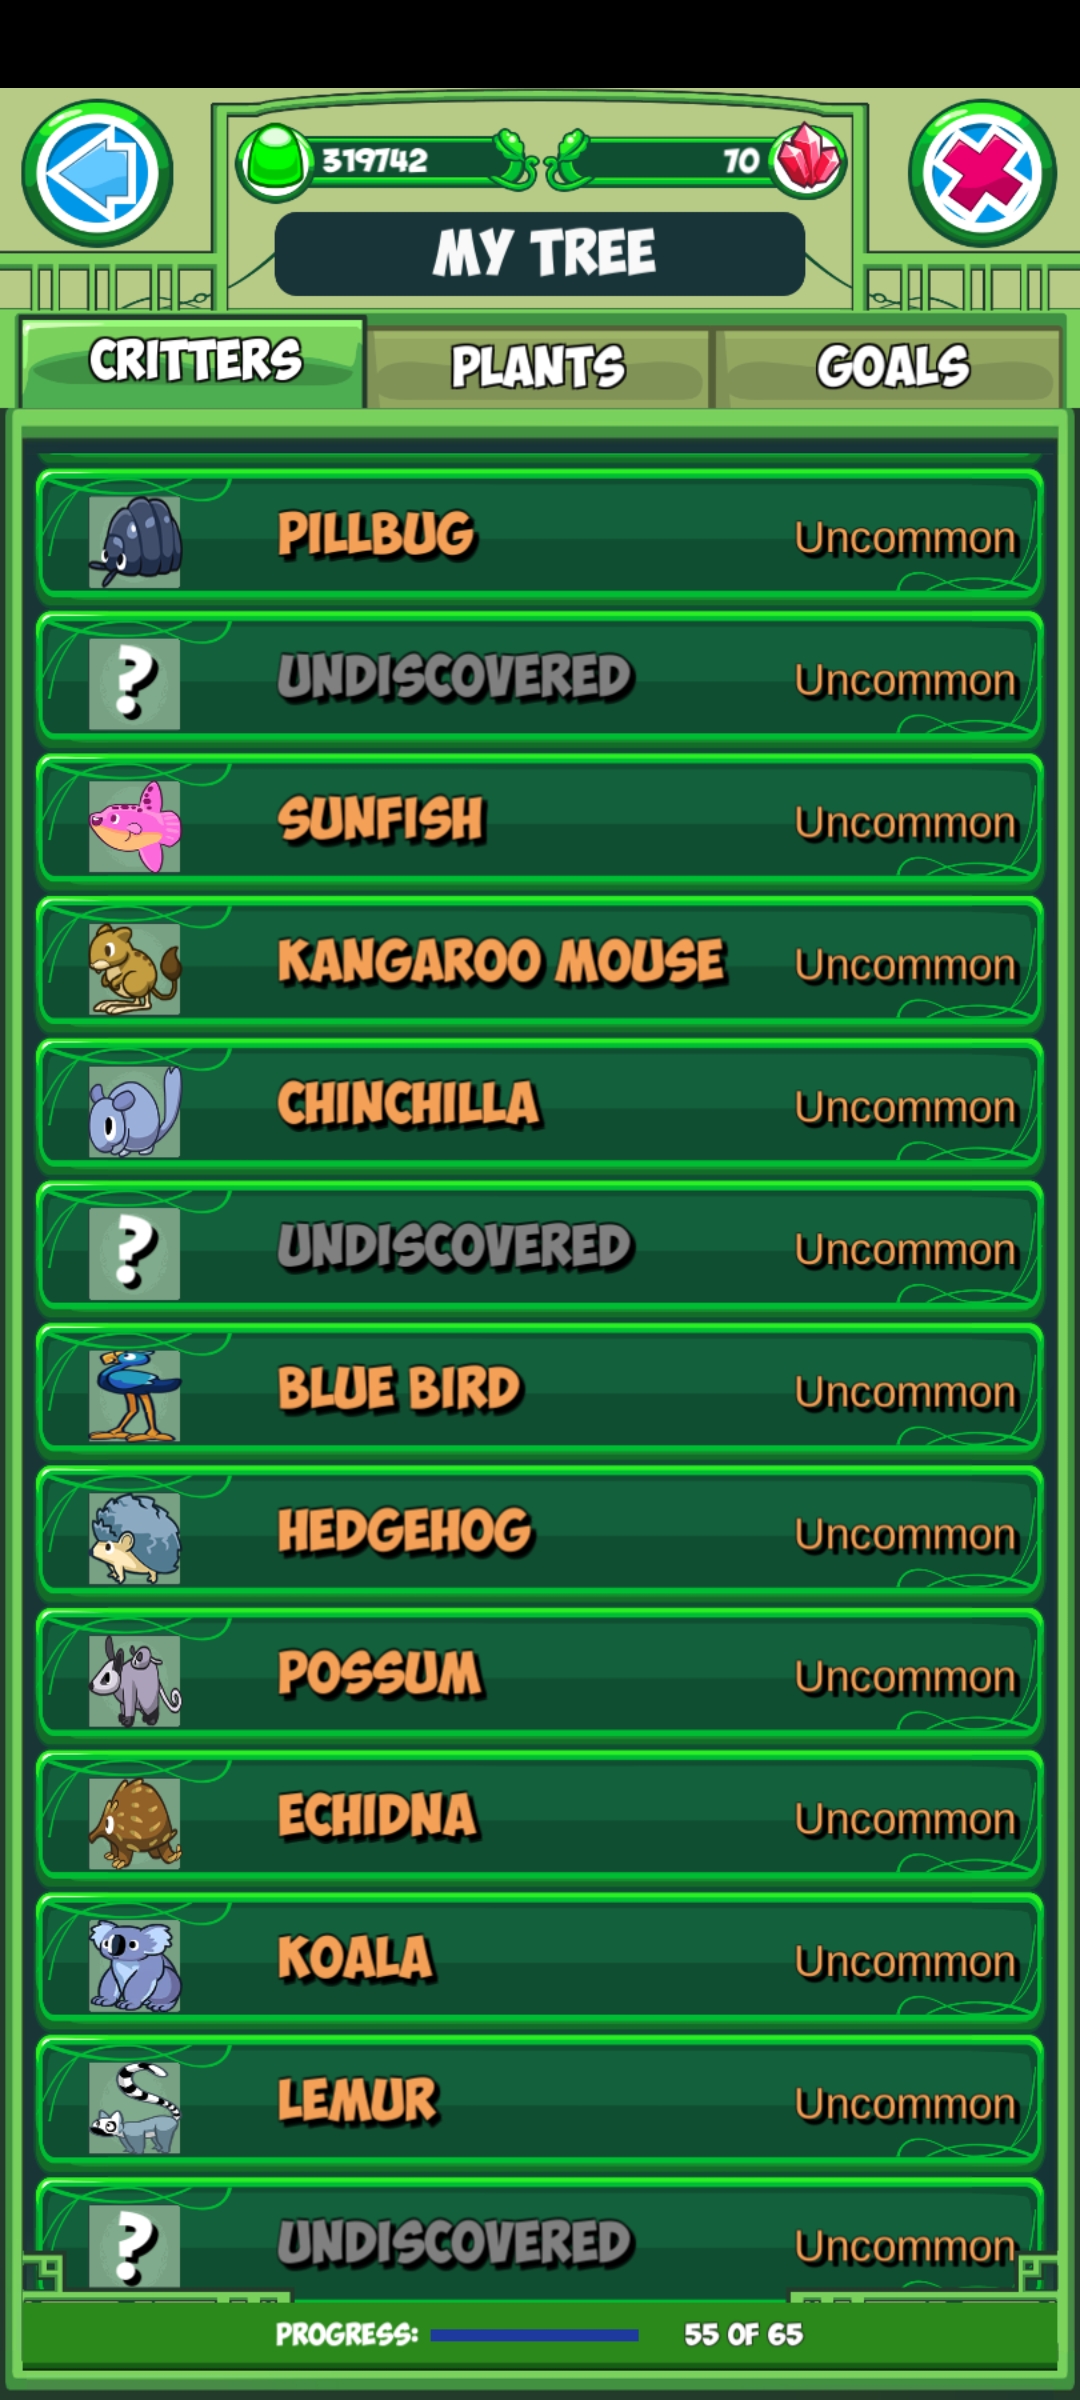 319742
70
MY TREE
CRITTERS
PLANTS
GOALS
PILLBUG
Uncommon
?
UNDISCOVERED
Uncommon
SUNFISH
Uncommon
KANGAROO MOUSE
Uncommon
CHINCHILLA
Uncommon
?
UNDISCOVERED
Uncommon
BLUE BIRD
Uncommon
HEDGEHOG
Uncommon
POSSUM
Uncommon
ECHIDNA
Uncommon
KOALA
Uncommon
LEMUR
Uncommon
?
UNDISCOVERED
Uncommon
PROGRESS:
55 OF 65